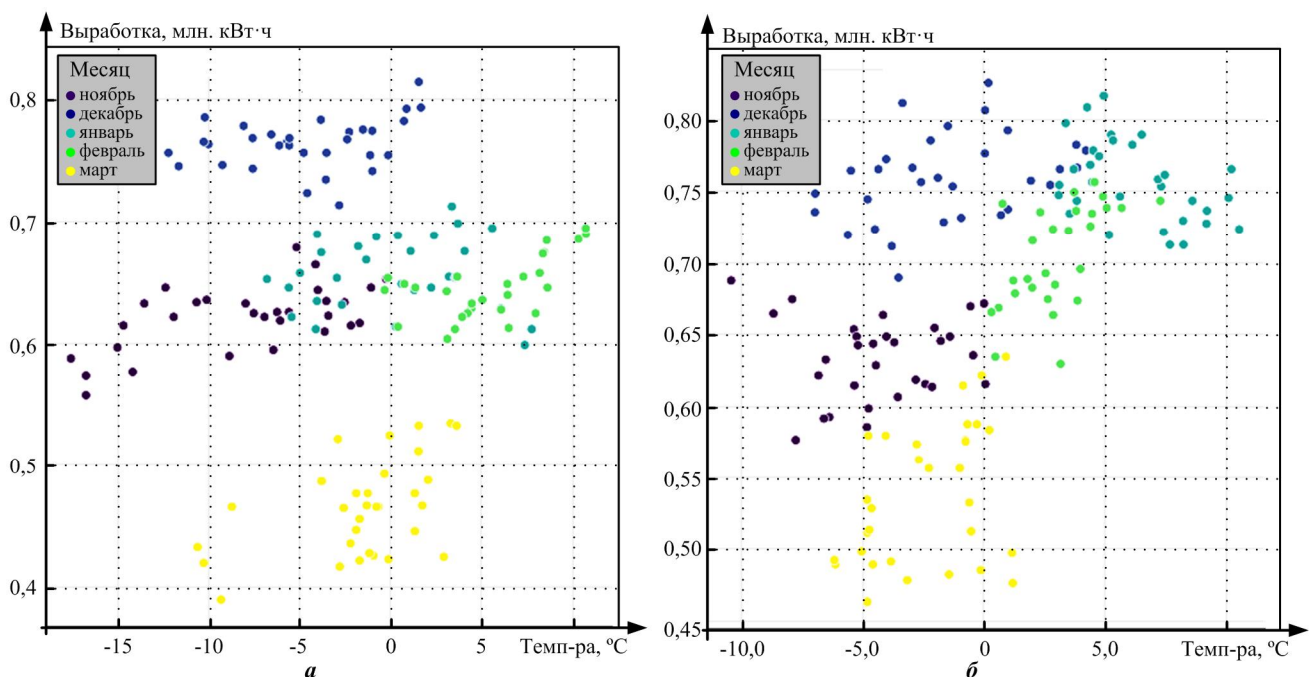 Выработка, млн. кВт·ч
Месяц
ноябрь
декабрь
январь
февраль
март
0,8
0,7
0,6
0,5
0,4
-15
-10
-5
0
5
Темп-ра, ºС
а
Выработка, млн. кВт·ч
Месяц
ноябрь
декабрь
январь
февраль
март
0,80
0,75
0,70
0,65
0,60
0,55
0,50
0,45
-10,0
-5,0
0
5,0
Темп-ра, ºС
б